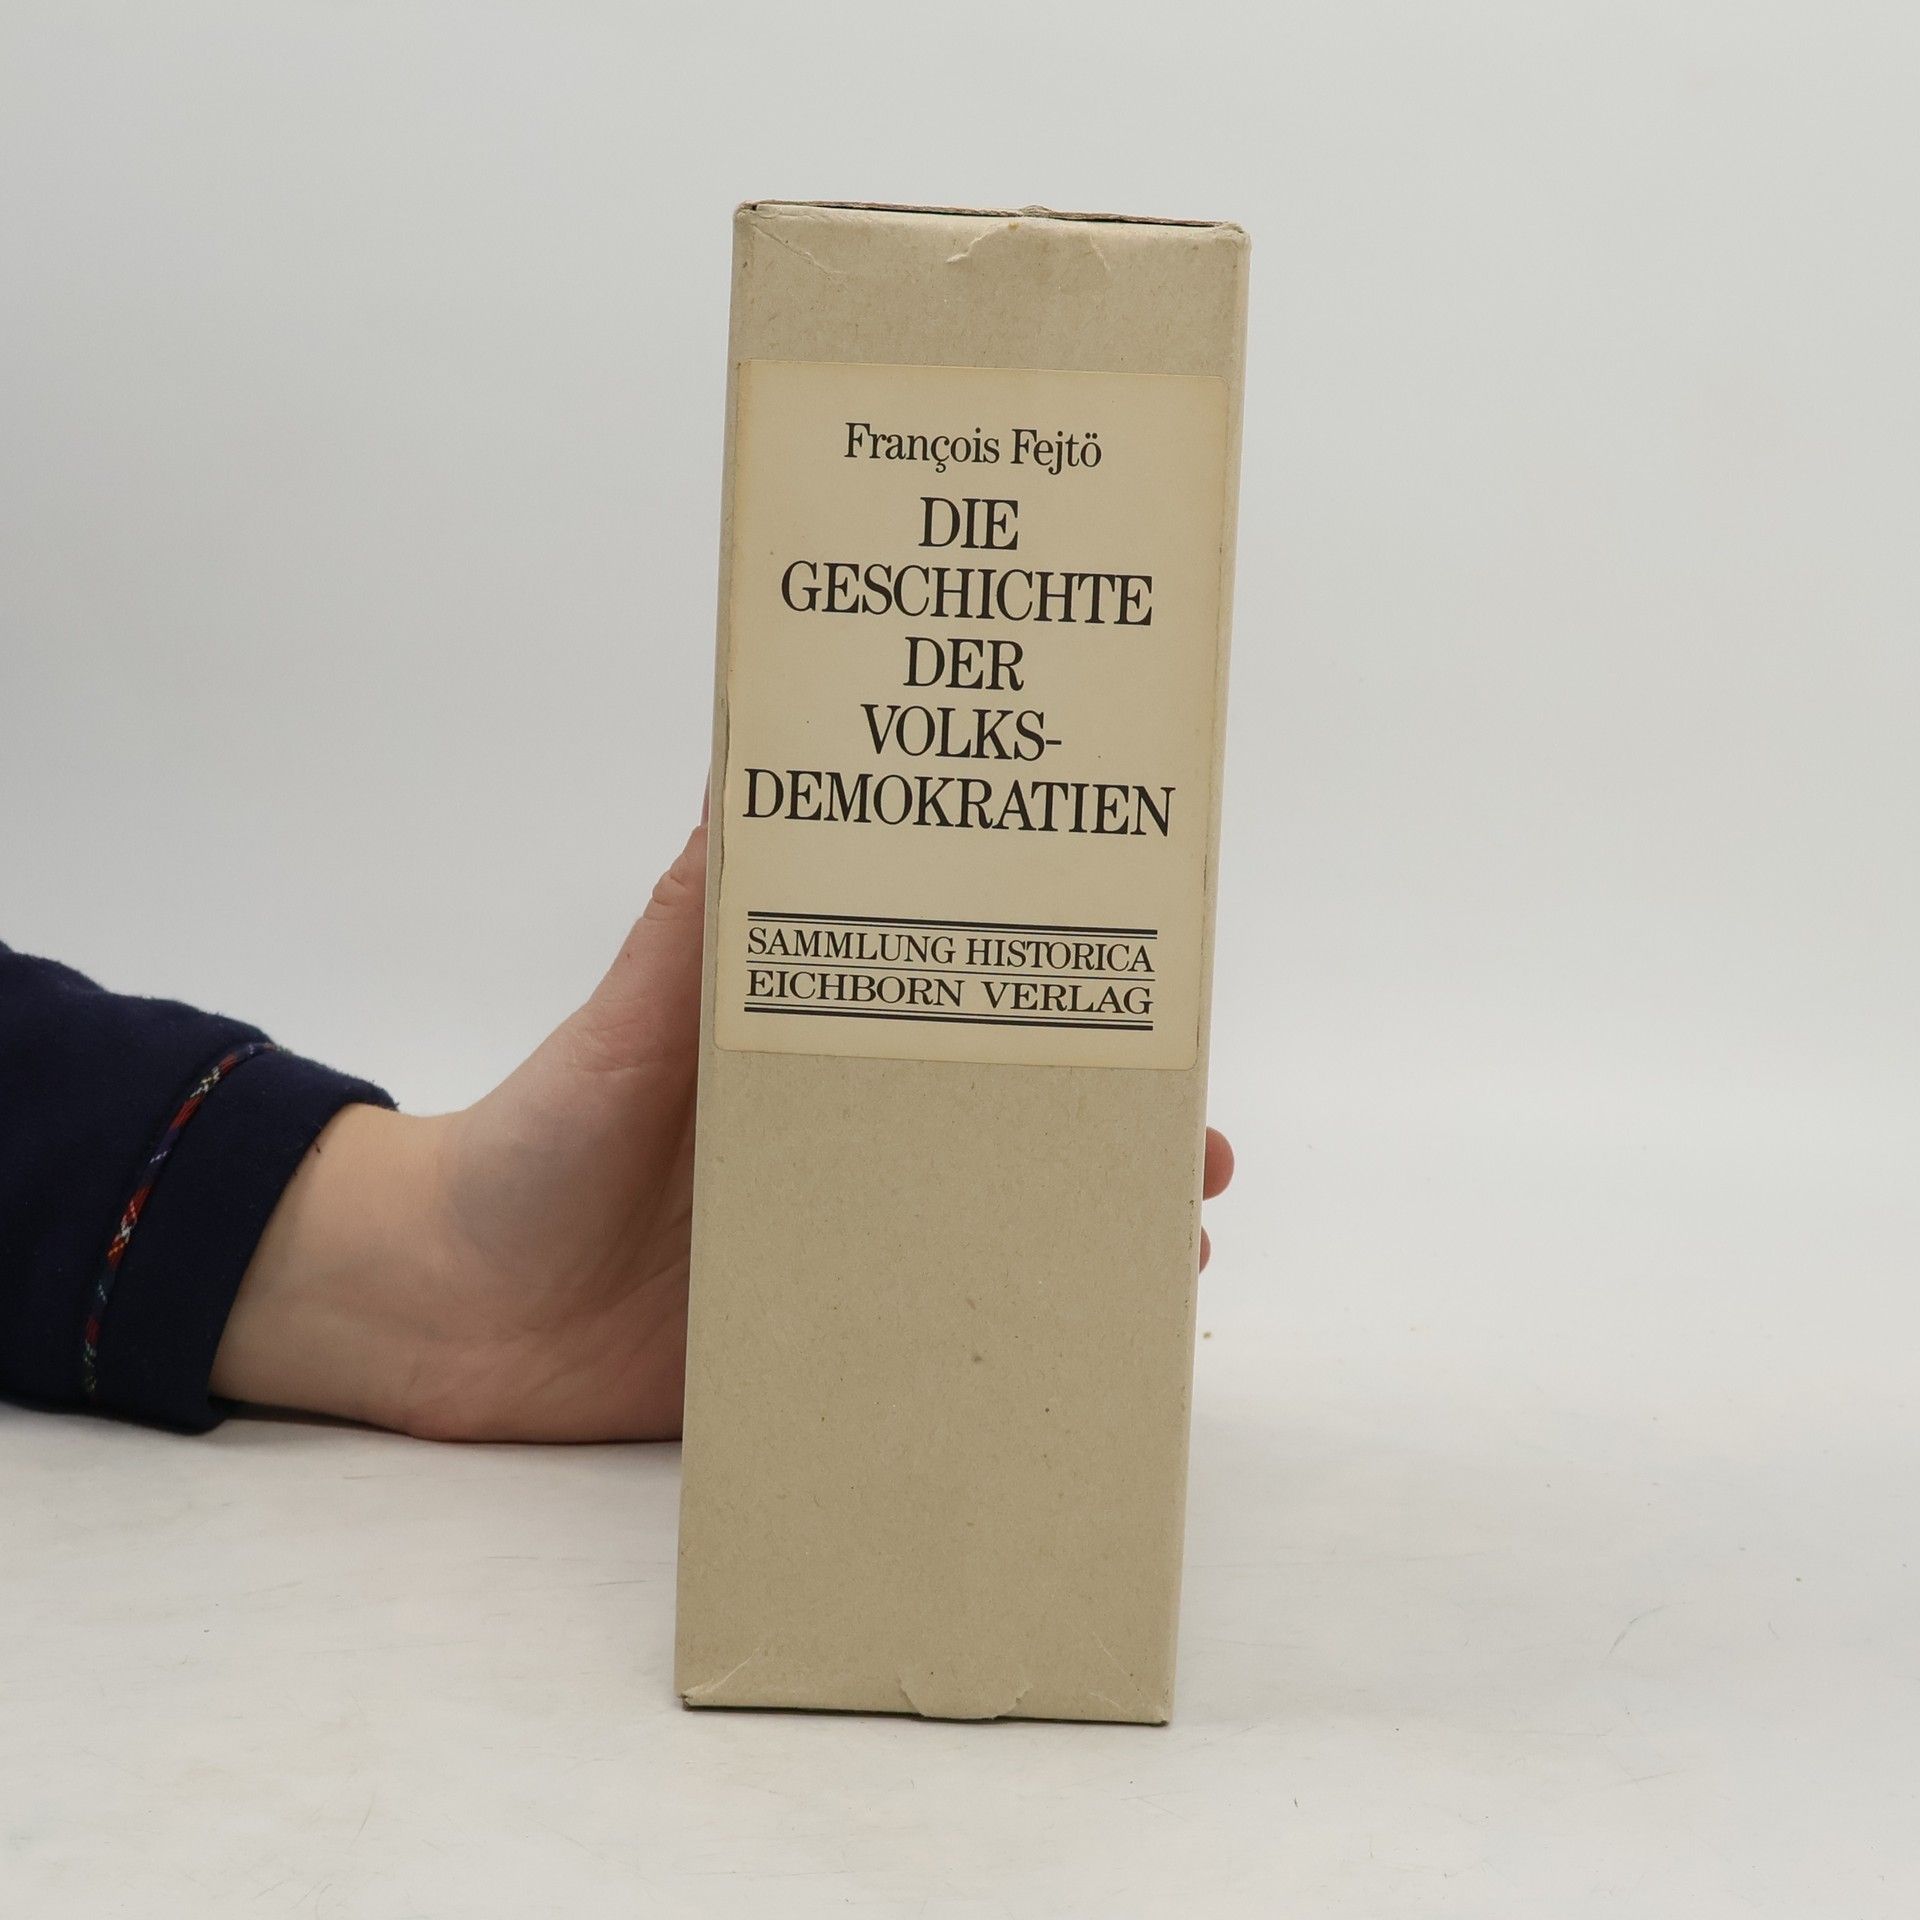 François Fejtö
DIE
GESCHICHTE
DER
VOLKS-
DEMOKRATIEN
SAMMLUNG HISTORICA
EICHBORN VERLAG